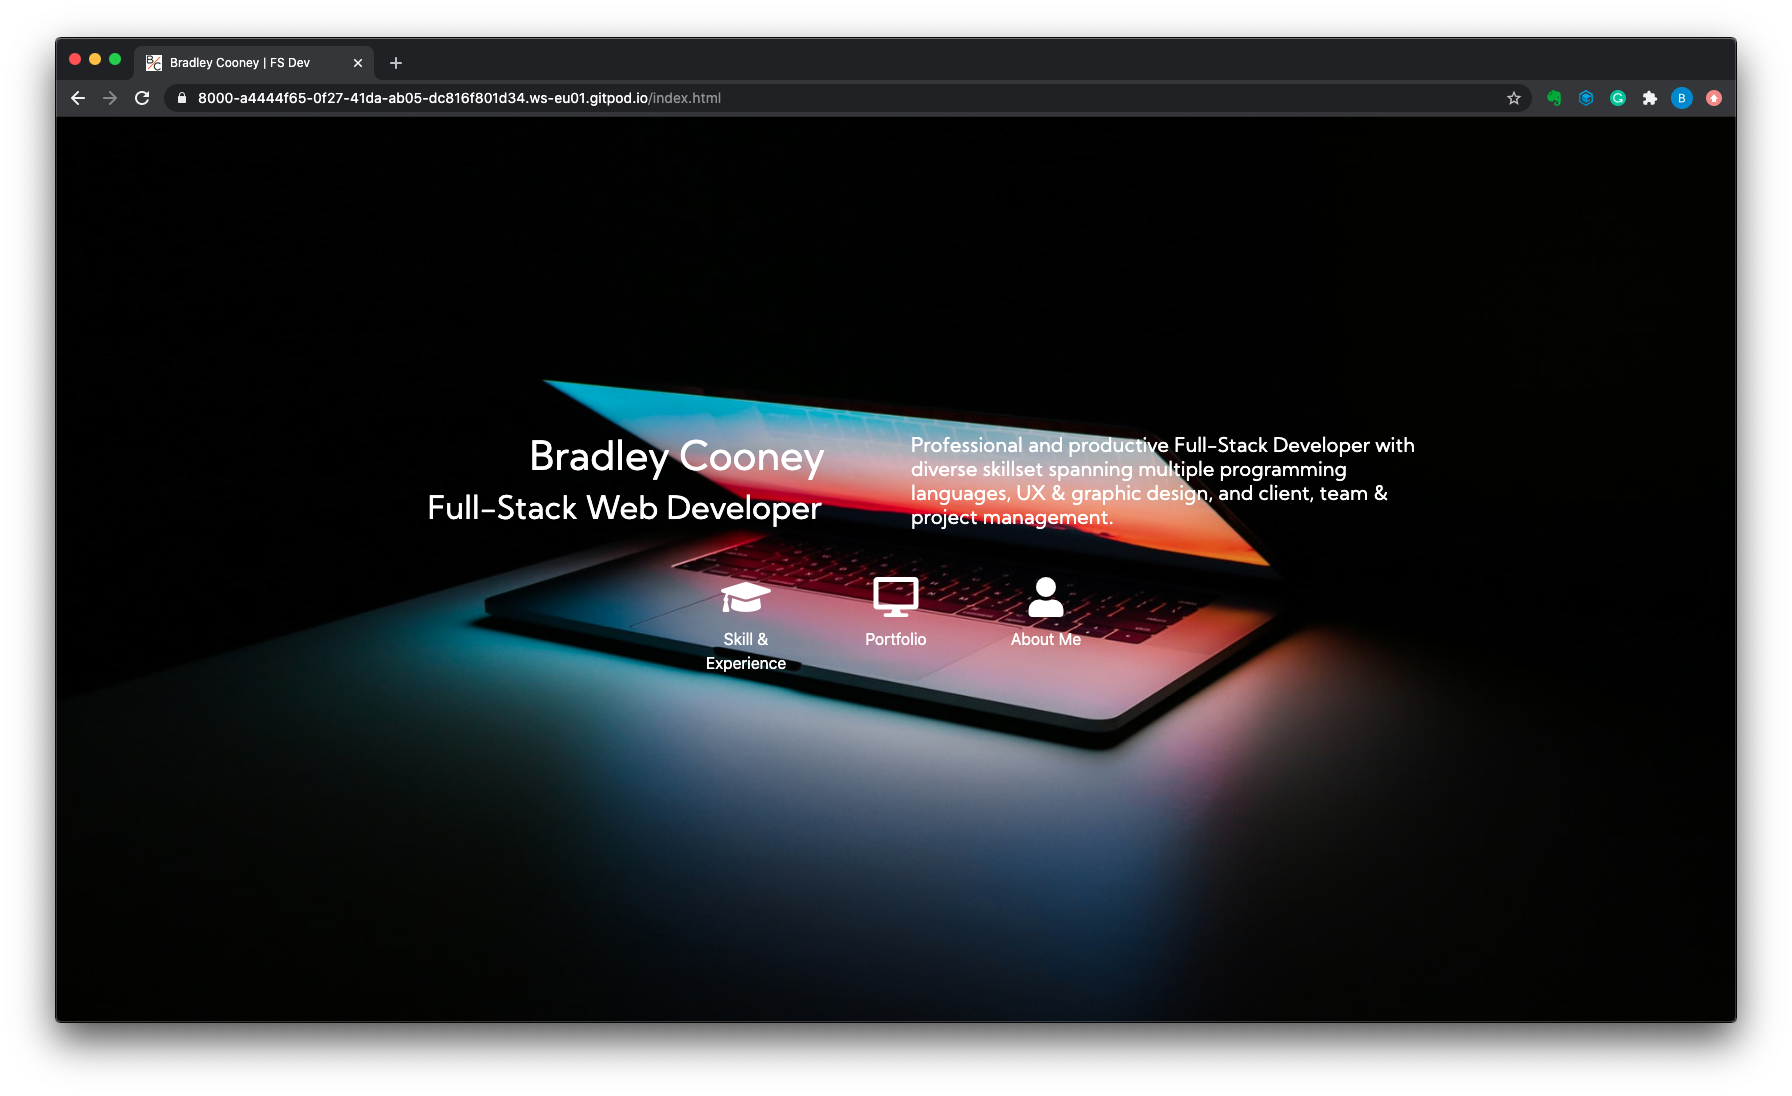 Bradley Cooney | FS Dev
8000-a4444f65-0f27-41da-ab05-dc816f801d34.ws-eu01.gitpod.io/index.html
B
Bradley Cooney
Full-Stack Web Developer
Professional and productive Full-Stack Developer with
diverse skillset spanning multiple programming
languages, UX & graphic design, and client, team &
project management.
Skill &
Experience
Portfolio
About Me